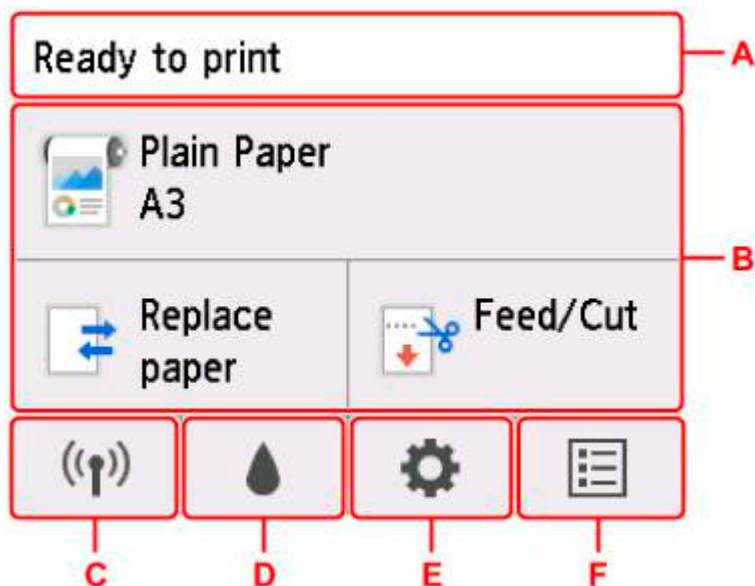 Ready to print
A
Plain Paper
A3
B
Replace
paper
Feed/Cut
C
D
E
F